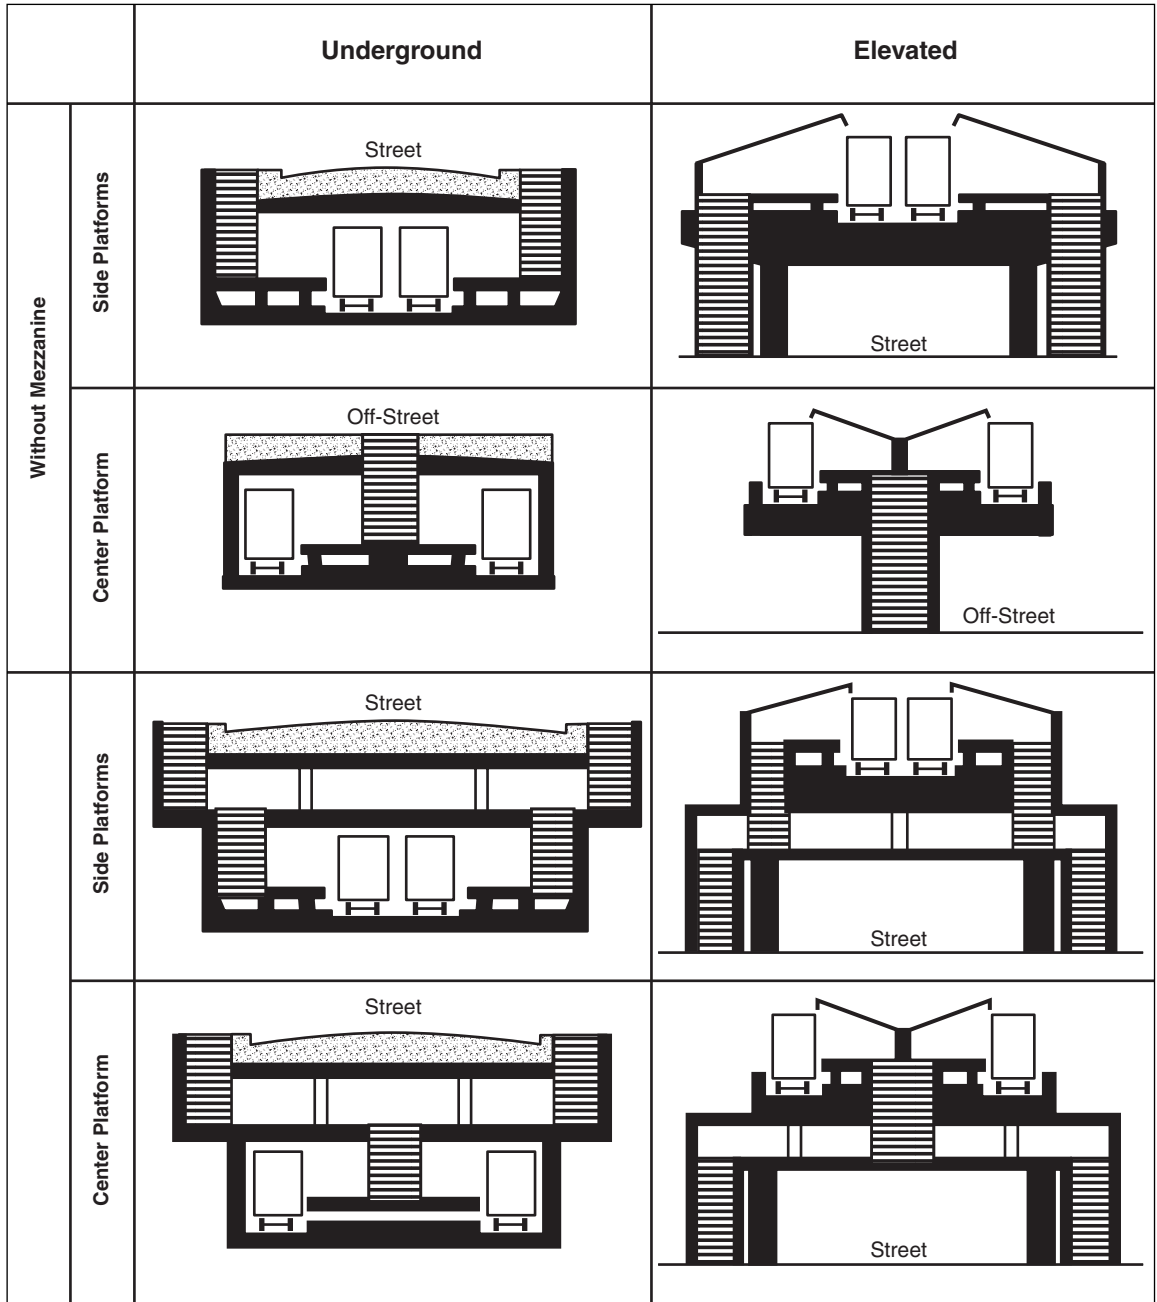 Underground
Elevated
Without Mezzanine
Side Platforms
Street
Street
Center Platform
Off-Street
Off-Street
Side Platforms
Street
Street
Center Platform
Street
Street